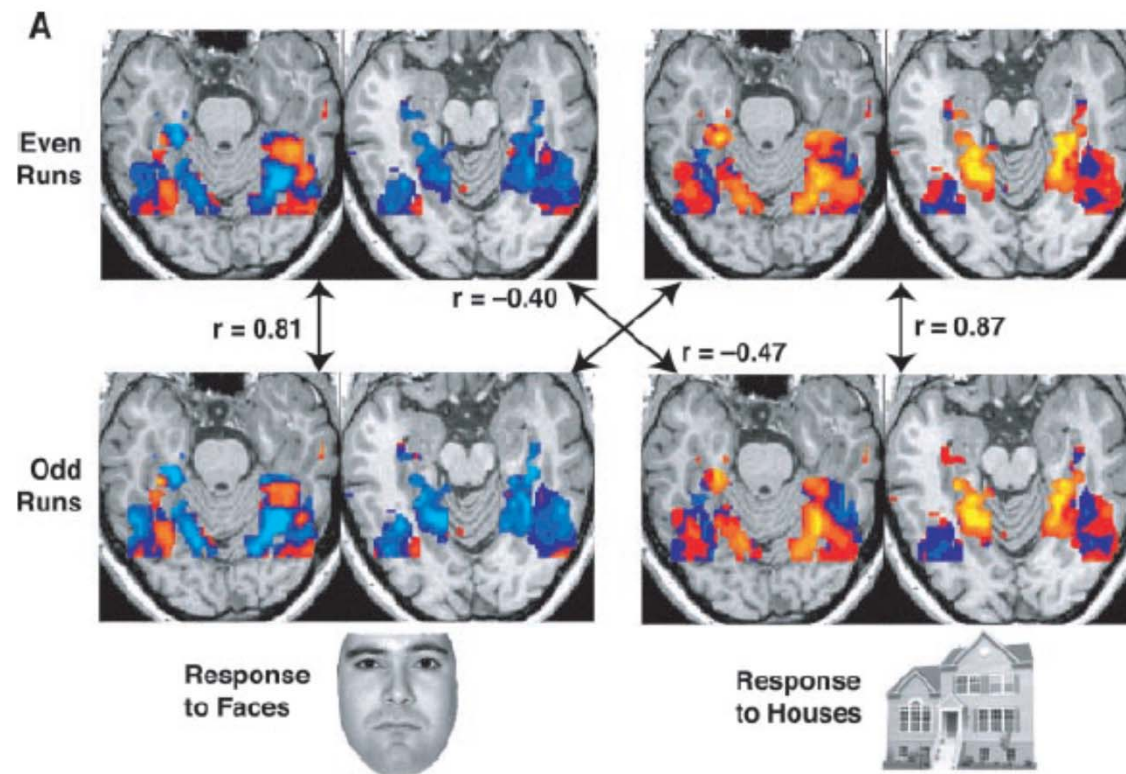 A
Even
Runs
r = 0.81
r = –0.40
r = –0.47
r = 0.87
Odd
Runs
Response
to Faces
Response
to Houses